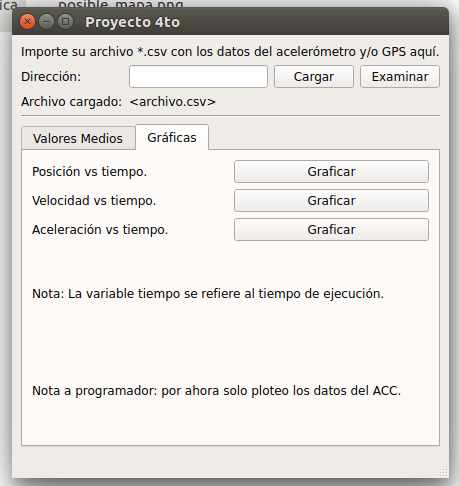 ica posible_mapa.png
Proyecto 4to
Importe su archivo *.csv con los datos del acelerómetro y/o GPS aquí.
Dirección: Cargar Examinar
Archivo cargado: <archivo.csv>
Valores Medios Gráficas
Posición vs tiempo. Graficar
Velocidad vs tiempo. Graficar
Aceleración vs tiempo. Graficar
Nota: La variable tiempo se refiere al tiempo de ejecución.
Nota a programador: por ahora solo ploteo los datos del ACC.